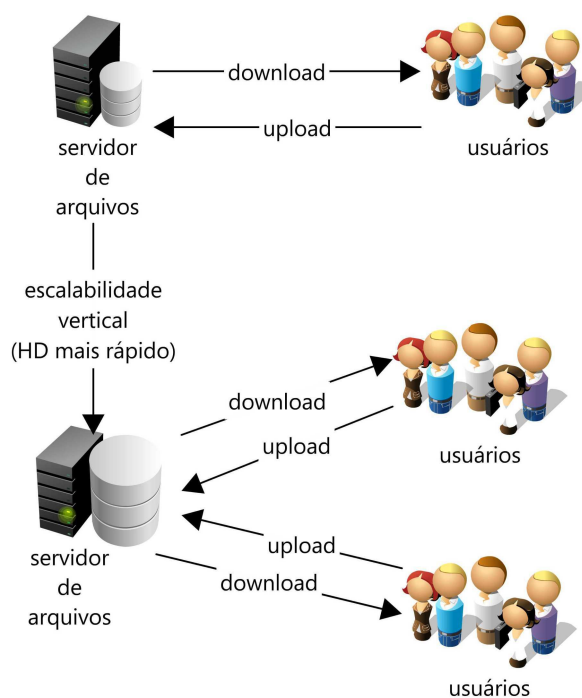 download
upload
servidor
de
arquivos
usuários
escalabilidade
vertical
(HD mais rápido)
download
upload
usuários
upload
download
servidor
de
arquivos
usuários